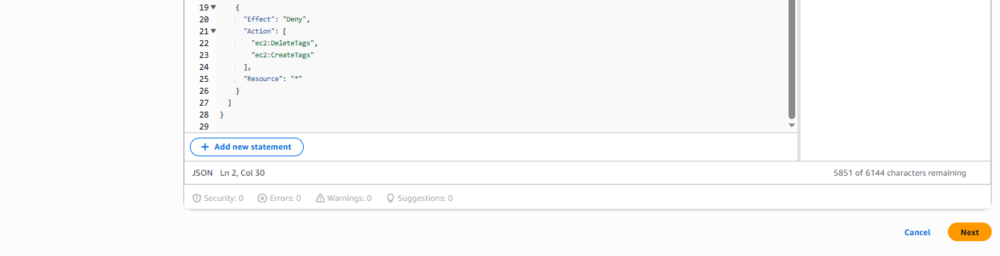 19 {
20 "Effect": "Deny",
21 "Action": [
22 "ec2:DeleteTags",
23 "ec2:CreateTags"
24 ],
25 "Resource": "*"
26 }
27 ]
28 }
29
+ Add new statement
JSON Ln 2, Col 30 5851 of 6144 characters remaining
Security: 0 Errors: 0 Warnings: 0 Suggestions: 0
Cancel Next